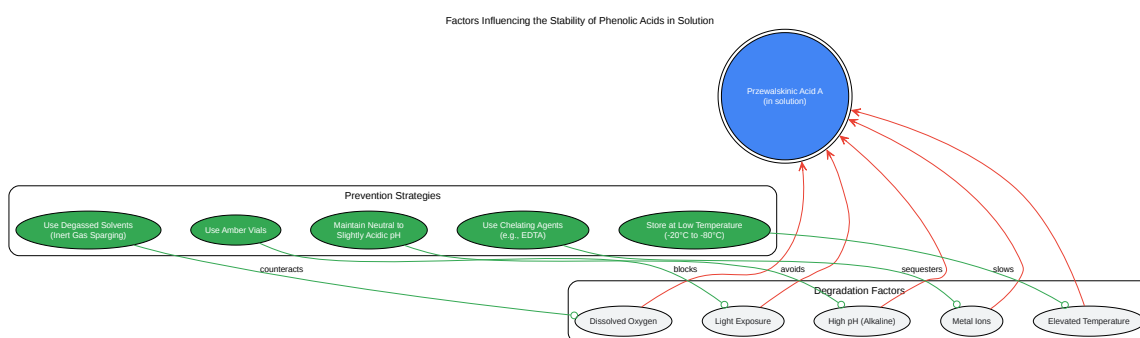 Factors Influencing the Stability of Phenolic Acids in Solution
Przewalskinic Acid A
(in solution)
Prevention Strategies
Use Degassed Solvents
(Inert Gas Sparging)
Use Amber Vials
Maintain Neutral to
Slightly Acidic pH
Use Chelating Agents
(e.g., EDTA)
Store at Low Temperature
(-20°C to -80°C)
counteracts
blocks
avoids
sequesters
slows
Degradation Factors
Dissolved Oxygen
Light Exposure
High pH (Alkaline)
Metal Ions
Elevated Temperature